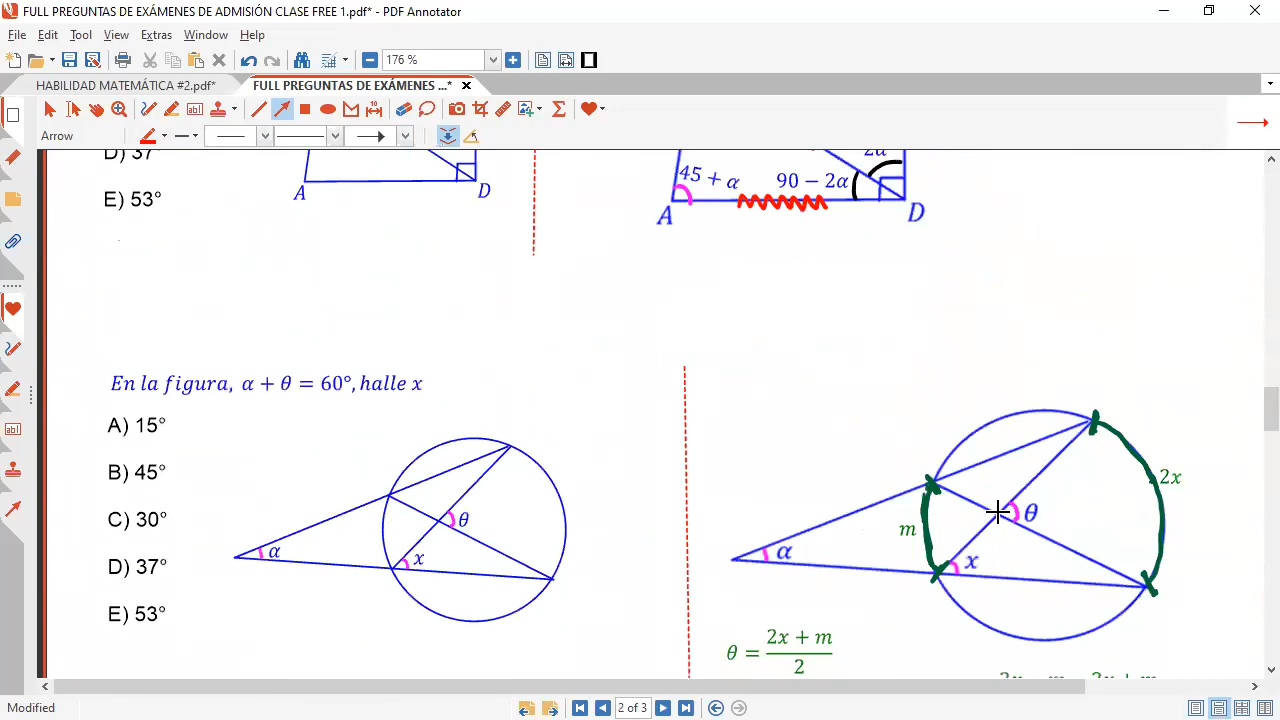 FULL PREGUNTAS DE EXÁMENES DE ADMISIÓN CLASE FREE 1.pdf* - PDF Annotator
File Edit Tool View Extras Window Help
176 %
HABILIDAD MATEMÁTICA #2.pdf*
FULL PREGUNTAS DE EXÁMENES ...*
Arrow
D) 37°
E) 53°
A
D
2α
45 + α
90 − 2α
A
D
En la figura, α + θ = 60°, halle x
A) 15°
B) 45°
C) 30°
D) 37°
E) 53°
α
θ
x
2x
m
θ
α
x
θ = (2x + m)/2
Modified
2 of 3